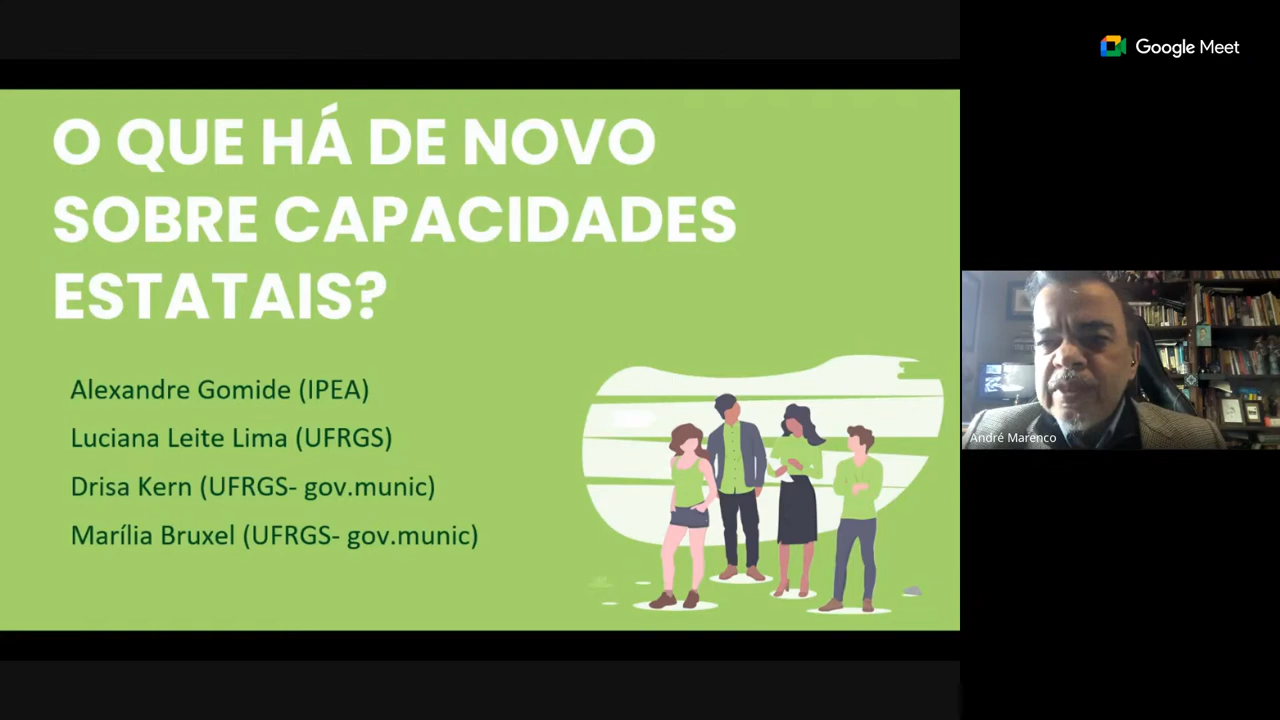 O QUE HÁ DE NOVO
SOBRE CAPACIDADES
ESTATAIS?
Alexandre Gomide (IPEA)
Luciana Leite Lima (UFRGS)
Drisa Kern (UFRGS- gov.munic)
Marília Bruxel (UFRGS- gov.munic)
Google Meet
André Marenco